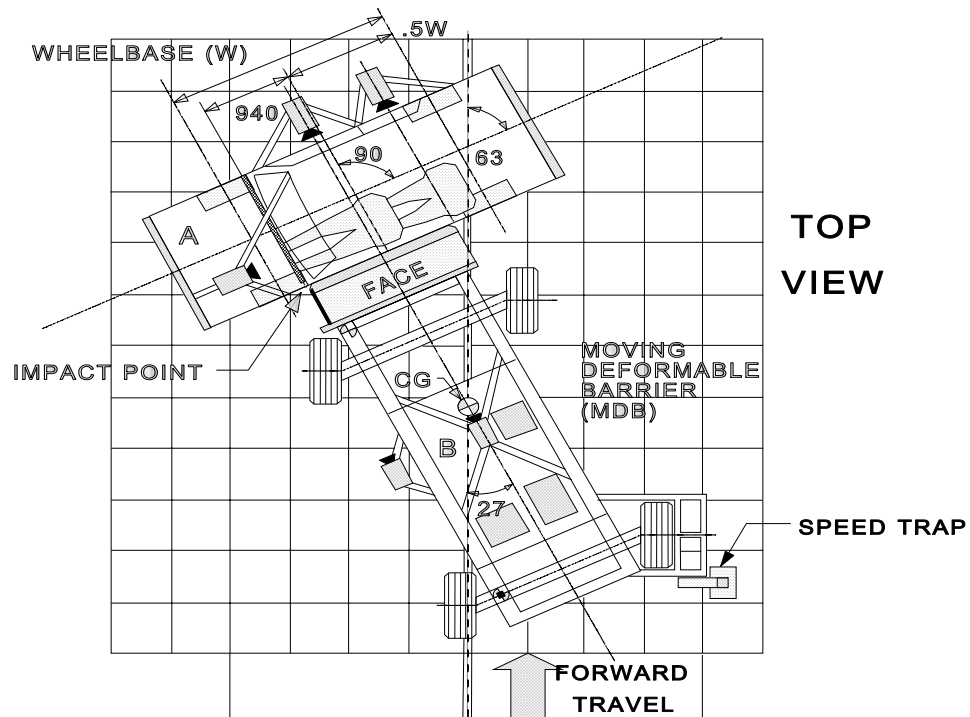 .5W
WHEELBASE (W)
940
90
63
A
TOP
VIEW
FACE
IMPACT POINT
MOVING
DEFORMABLE
BARRIER
(MDB)
CG
B
27
SPEED TRAP
FORWARD
TRAVEL